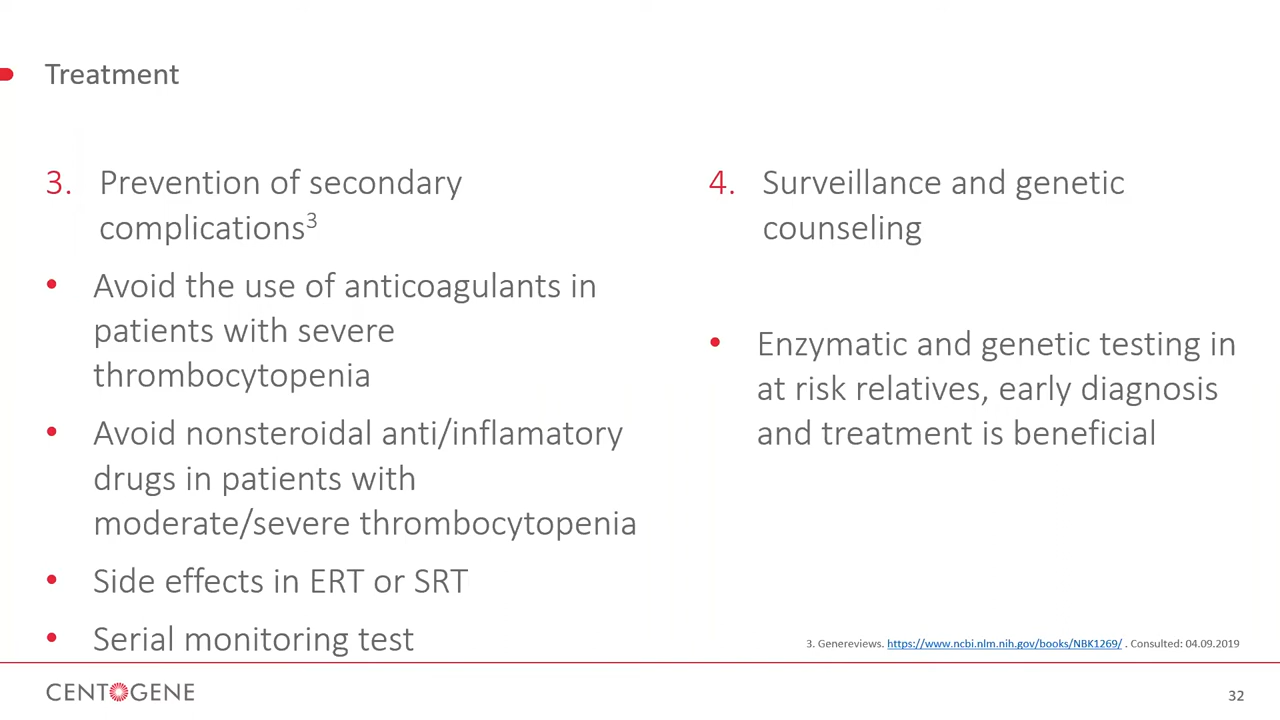 Treatment
3. Prevention of secondary
complications3
• Avoid the use of anticoagulants in
patients with severe
thrombocytopenia
• Avoid nonsteroidal anti/inflamatory
drugs in patients with
moderate/severe thrombocytopenia
• Side effects in ERT or SRT
• Serial monitoring test
4. Surveillance and genetic
counseling
• Enzymatic and genetic testing in
at risk relatives, early diagnosis
and treatment is beneficial
3. Genereviews. https://www.ncbi.nlm.nih.gov/books/NBK1269/ . Consulted: 04.09.2019
CENTOGENE
32